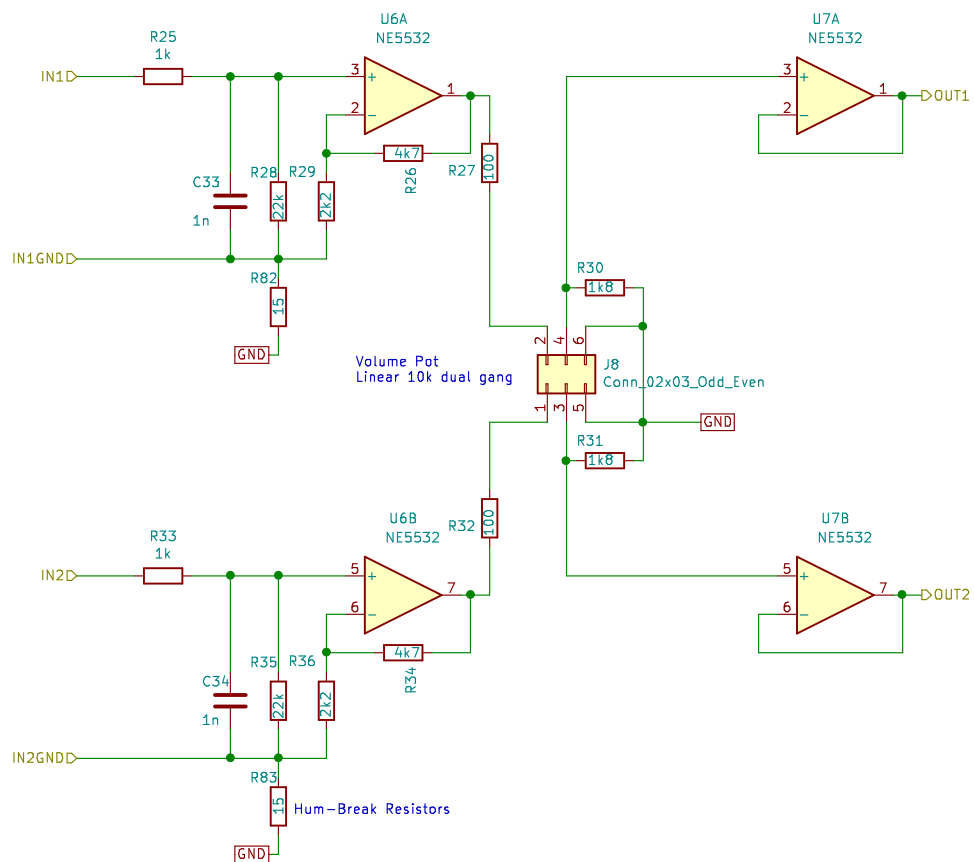 U6A
NE5532
U7A
NE5532
R25
1k
IN1
3
+
2
−
1
3
+
2
−
1
OUT1
4k7
R26
R27
100
C33
1n
R28
22k
R29
2k2
IN1GND
R82
15
GND
R30
1k8
2
4
6
Volume Pot
Linear 10k dual gang
J8
Conn_02x03_Odd_Even
1
3
5
GND
R31
1k8
R32
100
U6B
NE5532
U7B
NE5532
R33
1k
IN2
5
+
6
−
7
5
+
6
−
7
OUT2
4k7
R34
C34
1n
R35
22k
R36
2k2
IN2GND
R83
15
Hum-Break Resistors
GND